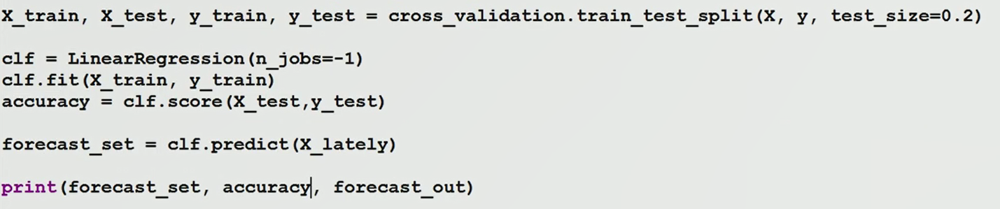 X_train, X_test, y_train, y_test = cross_validation.train_test_split(X, y, test_size=0.2)
clf = LinearRegression(n_jobs=-1)
clf.fit(X_train, y_train)
accuracy = clf.score(X_test,y_test)
forecast_set = clf.predict(X_lately)
print(forecast_set, accuracy, forecast_out)